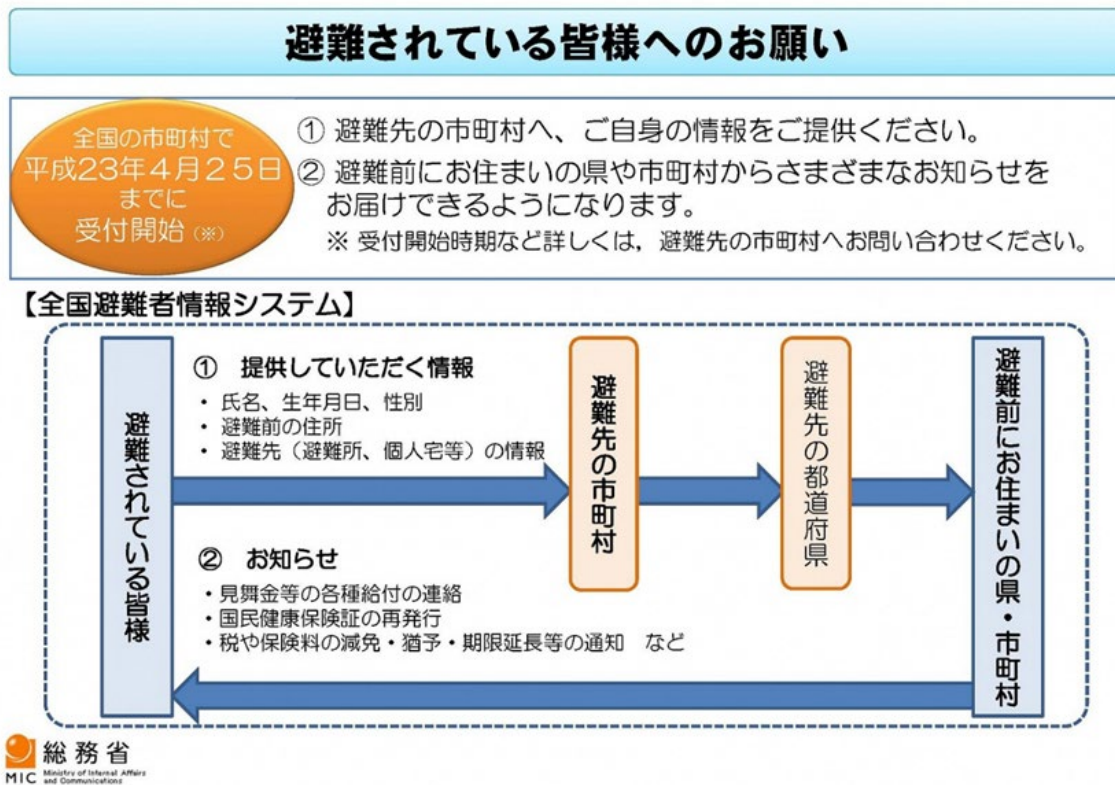 避難されている皆様へのお願い
全国の市町村で
平成23年4月25日
までに
受付開始（※）
① 避難先の市町村へ、ご自身の情報をご提供ください。
② 避難前にお住まいの県や市町村からさまざまなお知らせを
お届けできるようになります。
※ 受付開始時期など詳しくは，避難先の市町村へお問い合わせください。
【全国避難者情報システム】
避難されている皆様
① 提供していただく情報
・ 氏名、生年月日、性別
・ 避難前の住所
・ 避難先（避難所、個人宅等）の情報
避難先の市町村
避難先の都道府県
避難前にお住まいの県・市町村
② お知らせ
・見舞金等の各種給付の連絡
・国民健康保険証の再発行
・税や保険料の減免・猶予・期限延長等の通知 など
総務省
MIC Ministry of Internal Affairs
and Communications